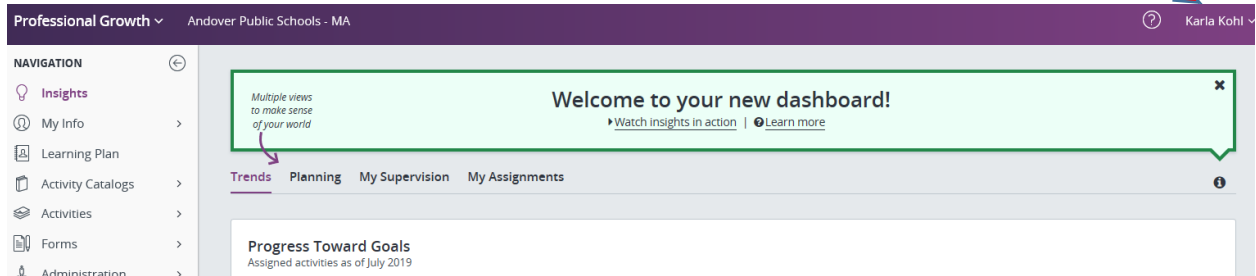 Professional Growth
Andover Public Schools - MA
Karla Kohl
NAVIGATION
Insights
My Info
Learning Plan
Activity Catalogs
Activities
Forms
Administration
Multiple views
to make sense
of your world
Welcome to your new dashboard!
Watch insights in action | Learn more
Trends Planning My Supervision My Assignments
Progress Toward Goals
Assigned activities as of July 2019